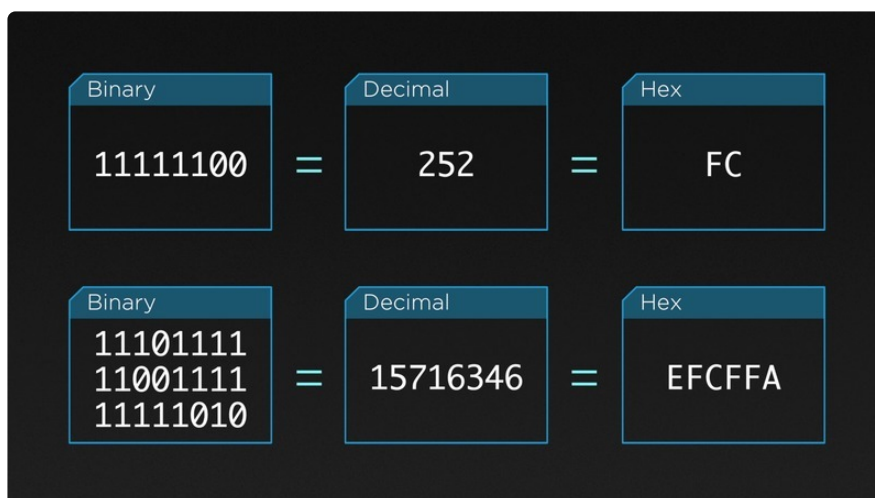 Binary
11111100
=
Decimal
252
=
Hex
FC
Binary
11101111
11001111
11111010
=
Decimal
15716346
=
Hex
EFCFFA